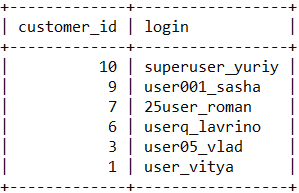 customer_id | login
10 | superuser_yuriy
9 | user001_sasha
7 | 25user_roman
6 | userq_lavrino
3 | user05_vlad
1 | user_vitya